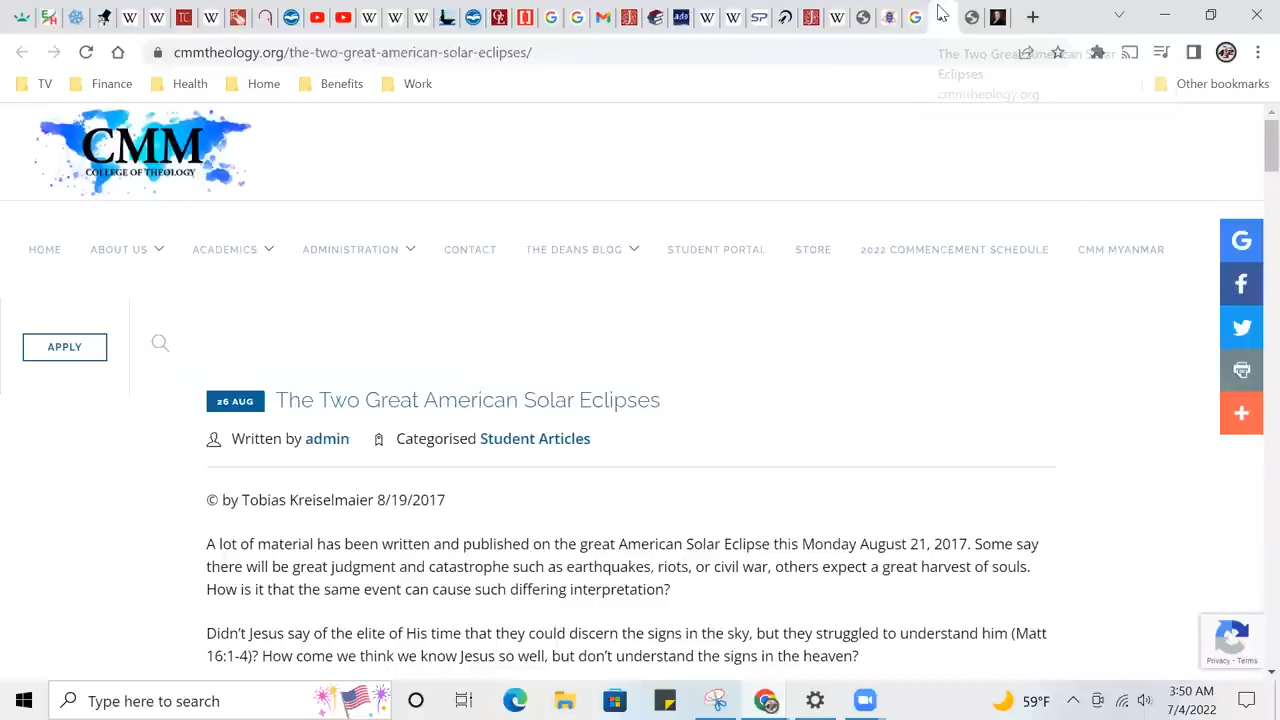 cmmtheology.org/the-two-great-american-solar-eclipses/
The Two Great American Solar
Eclipses
cmmtheology.org
TV Finance Health Home Benefits Work Other bookmarks
CMM
COLLEGE OF THEOLOGY
HOME ABOUT US ACADEMICS ADMINISTRATION CONTACT THE DEANS BLOG STUDENT PORTAL STORE 2022 COMMENCEMENT SCHEDULE CMM MYANMAR
APPLY
26 AUG The Two Great American Solar Eclipses
Written by admin Categorised Student Articles
© by Tobias Kreiselmaier 8/19/2017
A lot of material has been written and published on the great American Solar Eclipse this Monday August 21, 2017. Some say
there will be great judgment and catastrophe such as earthquakes, riots, or civil war, others expect a great harvest of souls.
How is it that the same event can cause such differing interpretation?
Didn't Jesus say of the elite of His time that they could discern the signs in the sky, but they struggled to understand him (Matt
16:1-4)? How come we think we know Jesus so well, but don't understand the signs in the heaven?
Privacy - Terms
Type here to search
59°F
3:50 AM
7/4/2022